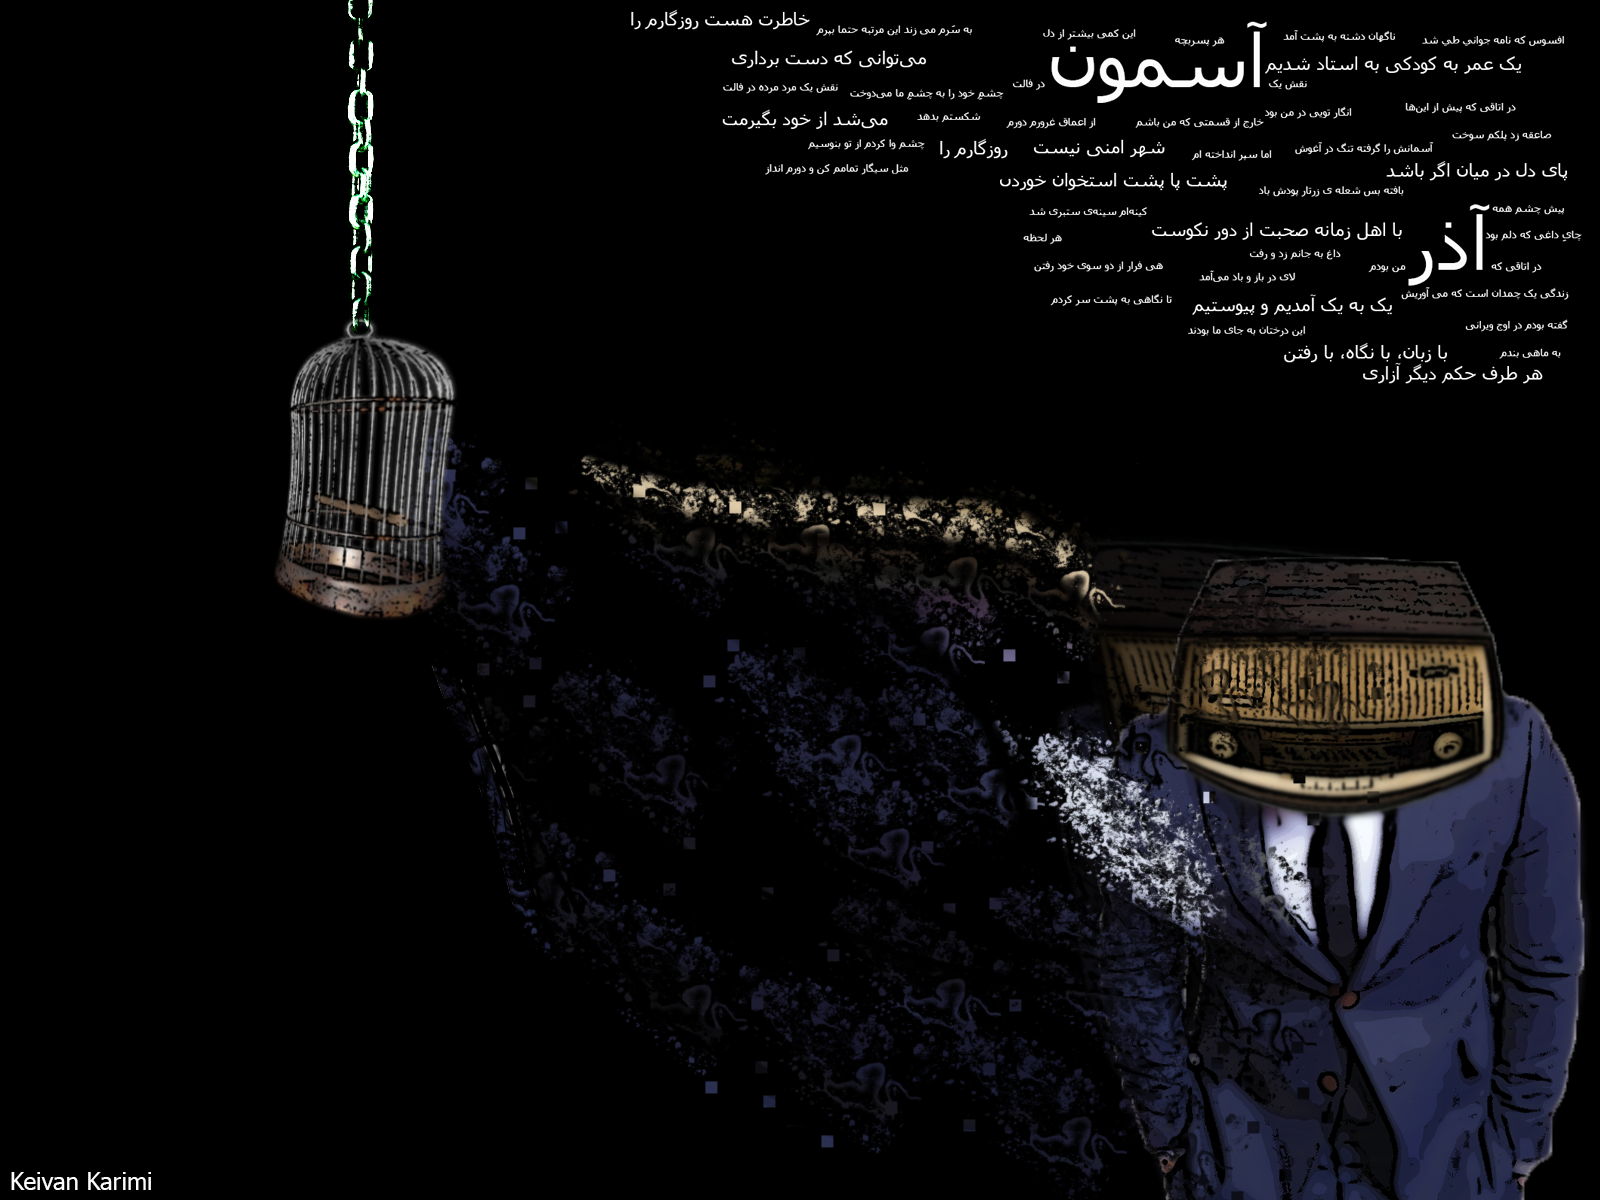 خاطرت هست روزگارم را
به سَرم می زند این مرتبه حتما بپرم
این کمی بیشتر از دل
هر پسربچه
ناگهان دشنه به پشت آمد
افسوس که نامه جوانی طی شد
آسمون
می‌توانی که دست برداری
یک عمر به کودکی به استاد شدیم
نقش یک
در فالت
چشمِ خود را به چشمِ ما می‌دوخت
نقش یک مرد مرده در فالت
در اتاقی که پیش از این‌ها
انگار تویی در من بود
خارج از قسمتی که من باشم
از اعماق غرورم دورم
شکستم بدهد
می‌شد از خود بگیرمت
صاعقه زد پلکم سوخت
آسمانش را گرفته تنگ در آغوش
اما سپر انداخته ام
شهر امنی نیست
روزگارم را
چشم وا کردم از تو بنویسم
مثل سیگار تمامم کن و دورم انداز
پای دل در میان اگر باشد
پشت پا پشت استخوان خوردن
بافته بس شعله ی زرتار پودش باد
پیش چشم همه
کینه‌ام سینه‌ی ستبری شد
آذر
با اهل زمانه صحبت از دور نکوست
چایِ داغی که دلم بود
هر لحظه
داغ به جانم زد و رفت
در اتاقی که
من بودم
هی فرار از دو سوی خود رفتن
لای در باز و باد می‌آمد
زندگی یک چمدان است که می آوریش
تا نگاهی به پشت سر کردم
یک به یک آمدیم و پیوستیم
گفته بودم در اوج ویرانی
این درختان به جای ما بودند
با زبان، با نگاه، با رفتن
به ماهی بندم
هر طرف حکم دیگر آزاری
Keivan Karimi